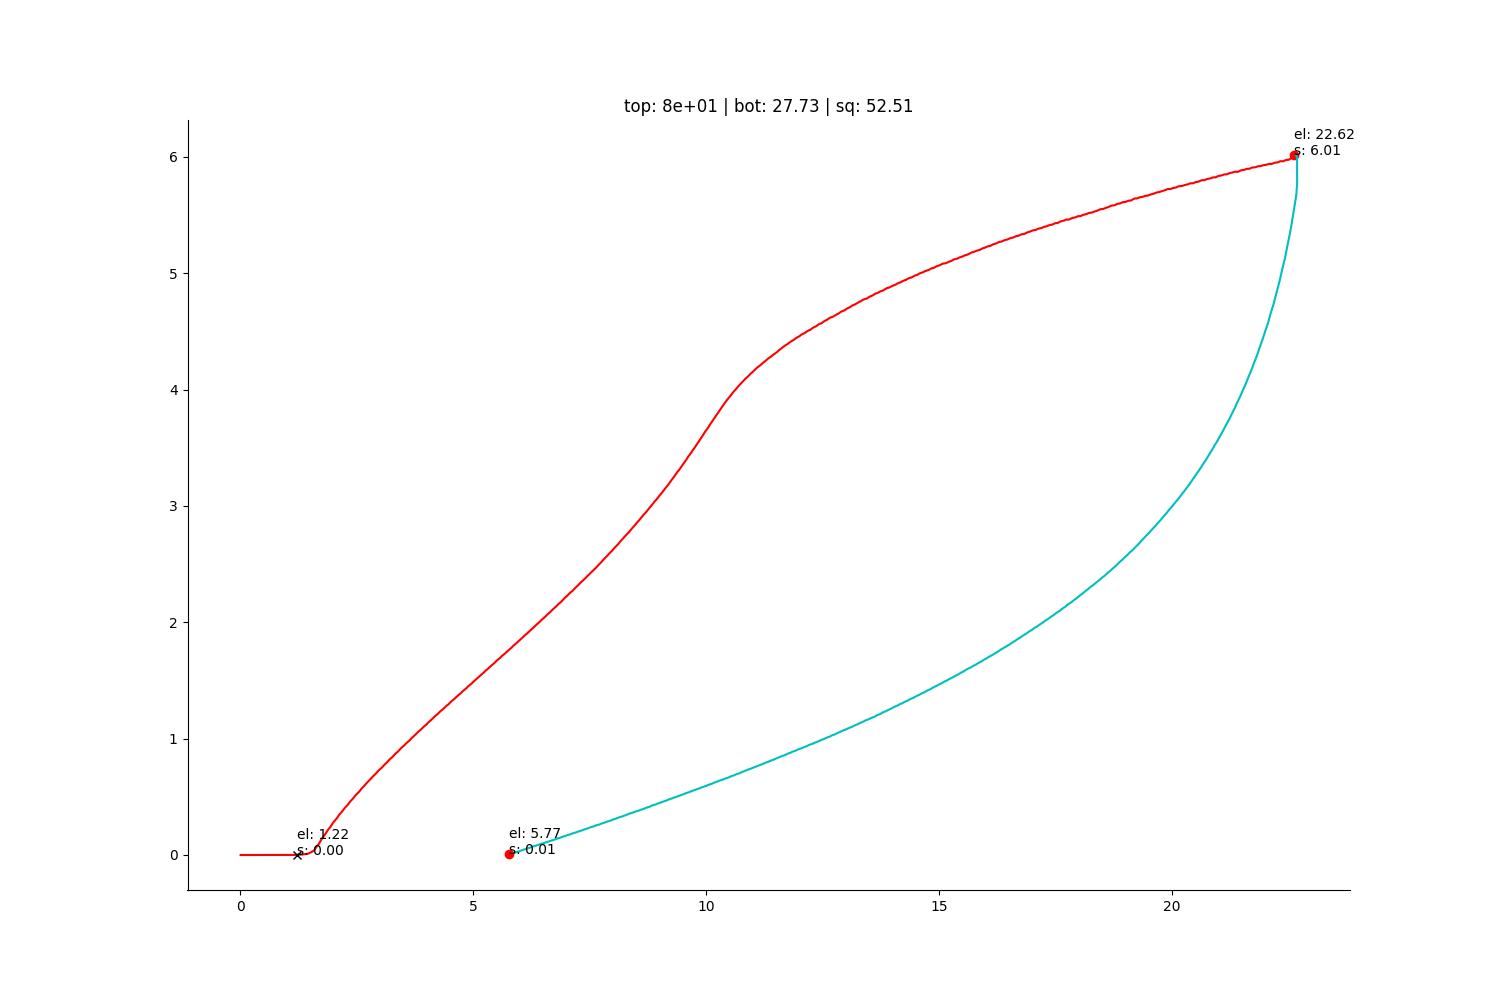 top: 8e+01 | bot: 27.73 | sq: 52.51
el: 22.62
s: 6.01
6
5
4
3
2
1
0
el: 1.22
s: 0.00
el: 5.77
s: 0.01
0 5 10 15 20